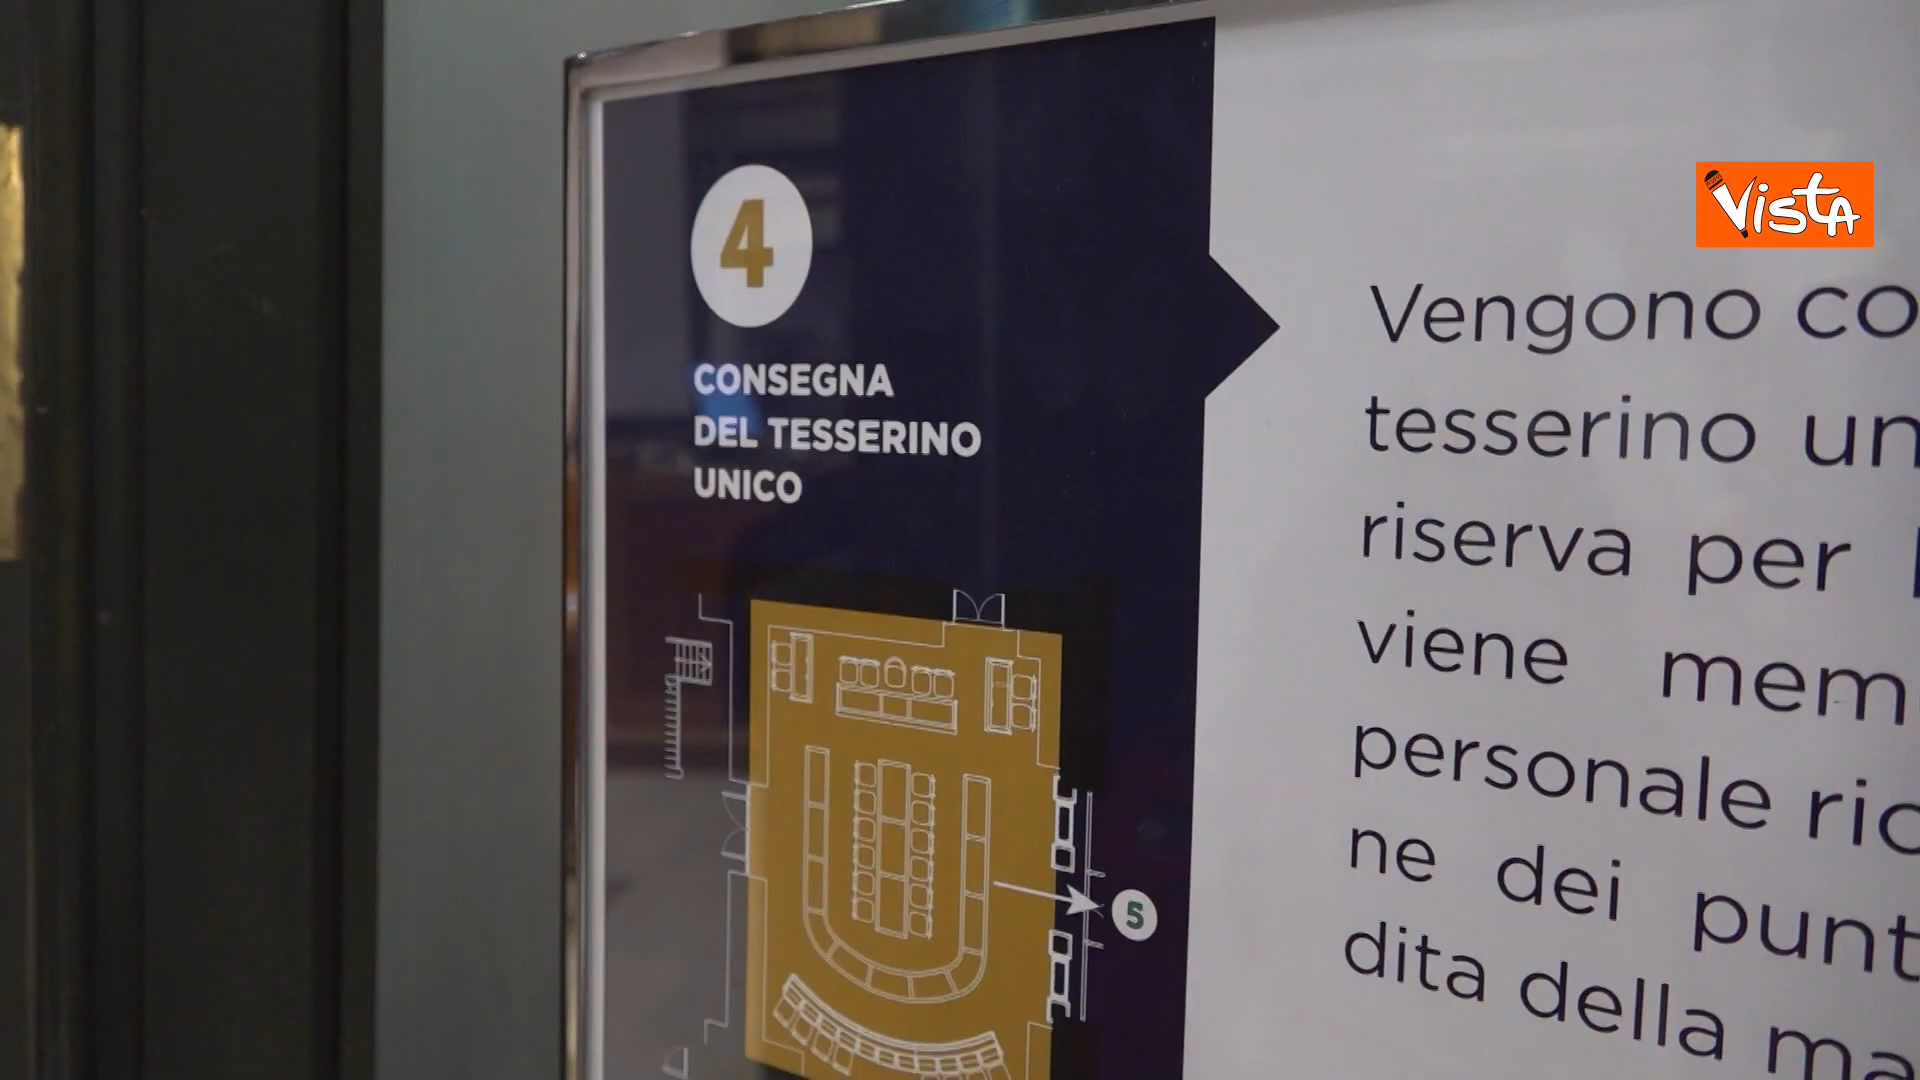 Vista
4
CONSEGNA
DEL TESSERINO
UNICO
5
Vengono co
tesserino un
riserva per
viene mem
personale ric
ne dei punt
dita della ma